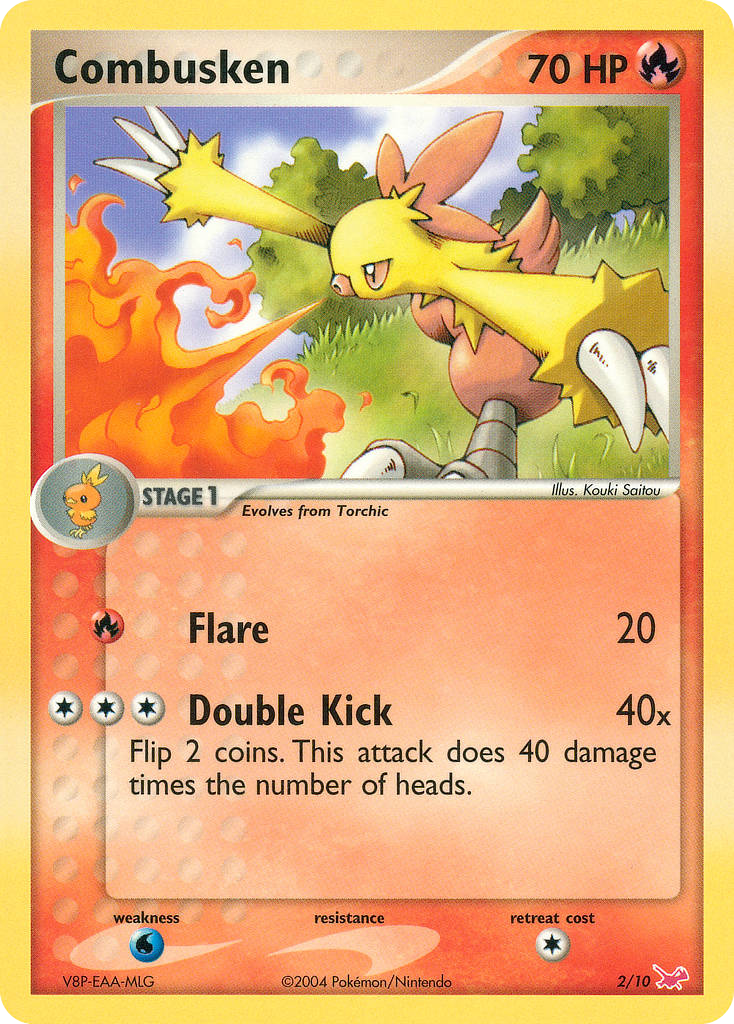 Combusken 70 HP
STAGE 1
Illus. Kouki Saitou
Evolves from Torchic
Flare 20
Double Kick 40x
Flip 2 coins. This attack does 40 damage
times the number of heads.
weakness resistance retreat cost
V8P-EAA-MLG ©2004 Pokémon/Nintendo 2/10